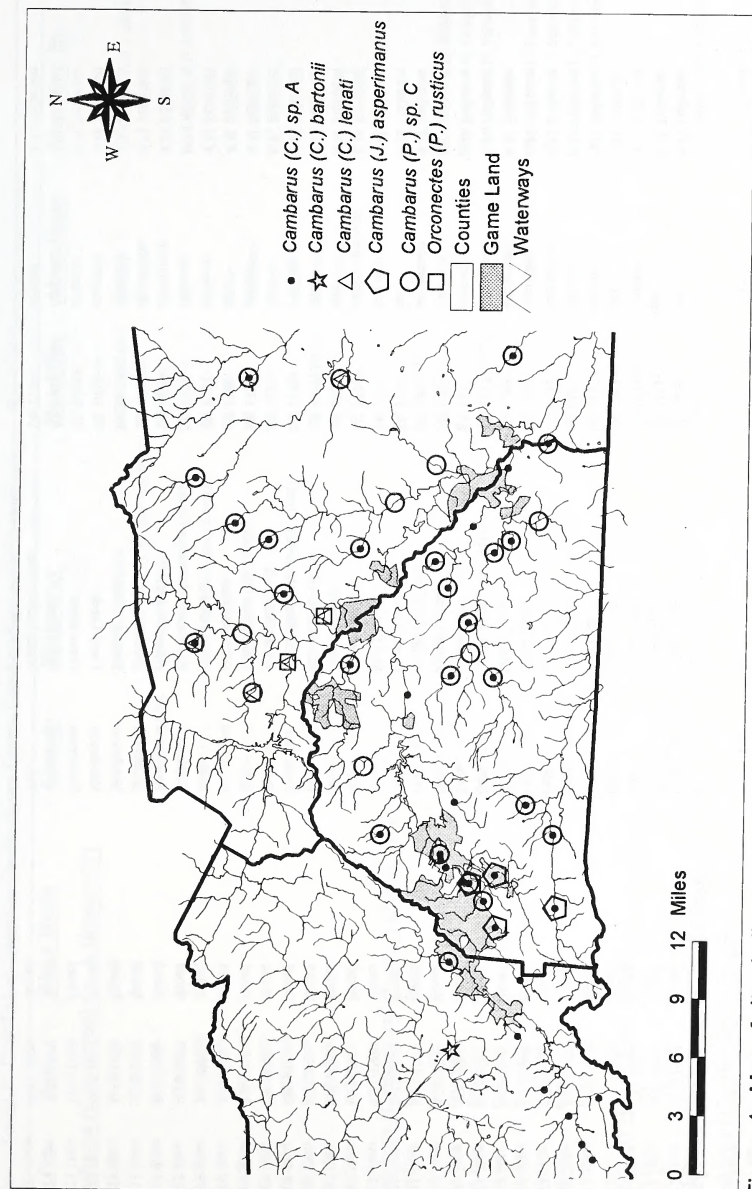 N
W E
S
Cambarus (C.) sp. A
Cambarus (C.) bartonii
Cambarus (C.) lenati
Cambarus (J.) asperimanus
Cambarus (P.) sp. C
Orconectes (P.) rusticus
Counties
Game Land
Waterways
0 3 6 9 12 Miles